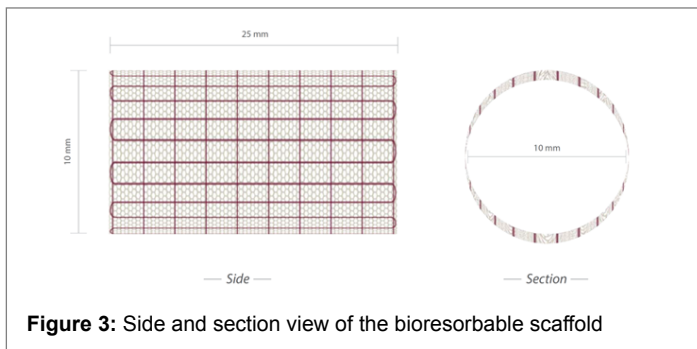 25 mm
10 mm
10 mm
Side
Section
Figure 3: Side and section view of the bioresorbable scaffold